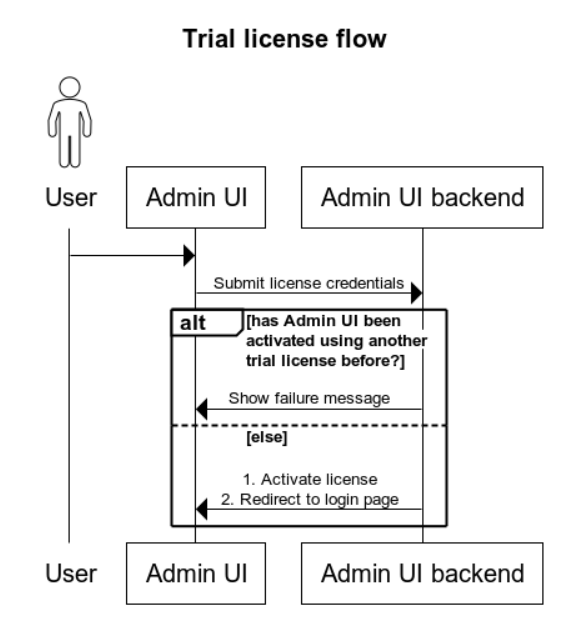 Trial license flow
User
Admin UI
Admin UI backend
Submit license credentials
alt
[has Admin UI been
activated using another
trial license before?]
Show failure message
[else]
1. Activate license
2. Redirect to login page
User
Admin UI
Admin UI backend